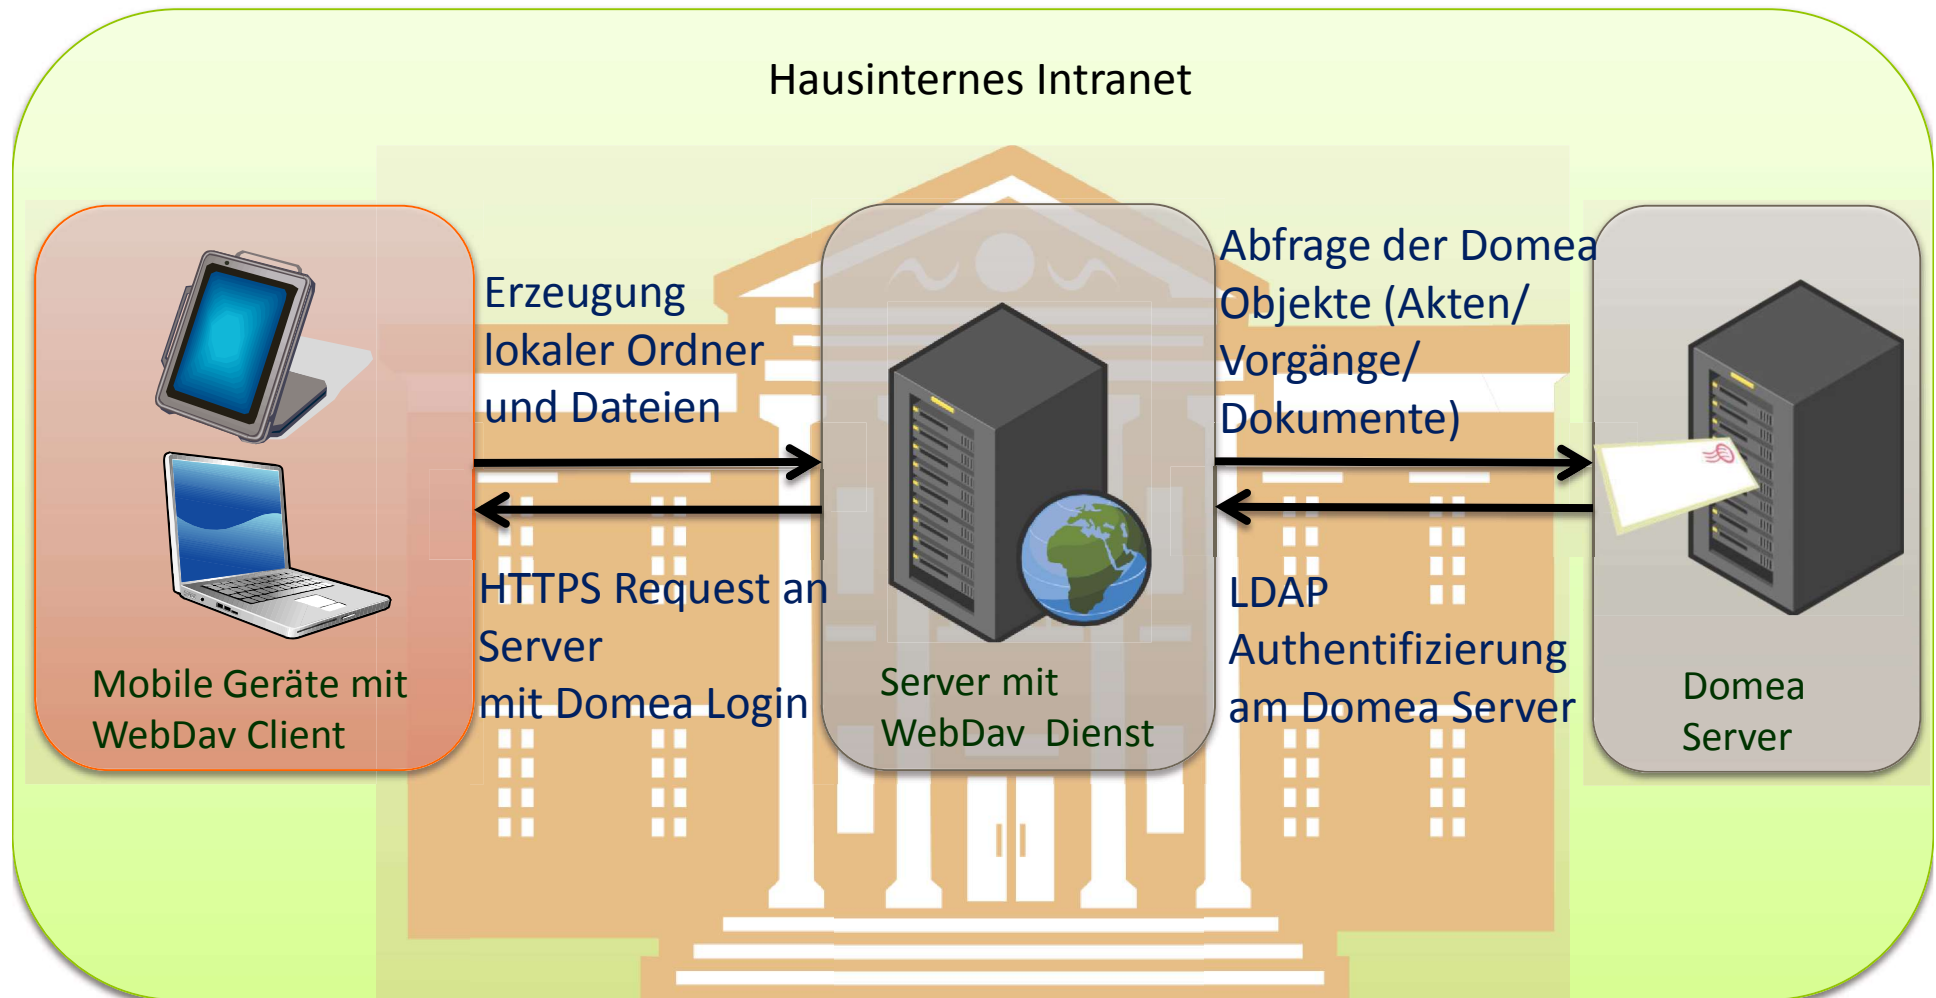 Hausinternes Intranet
Erzeugung
lokaler Ordner
und Dateien
HTTPS Request an
Server
mit Domea Login
Mobile Geräte mit
WebDav Client
Server mit
WebDav Dienst
Abfrage der Domea
Objekte (Akten/
Vorgänge/
Dokumente)
LDAP
Authentifizierung
am Domea Server
Domea
Server